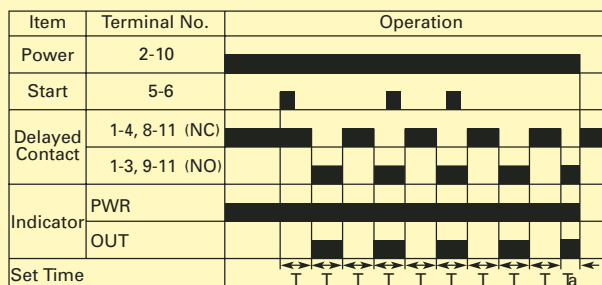 Item Terminal No. Operation
Power 2-10
Start 5-6
Delayed Contact 1-4, 8-11 (NC)
1-3, 9-11 (NO)
Indicator PWR
OUT
Set Time T T T T T T T T T Ta